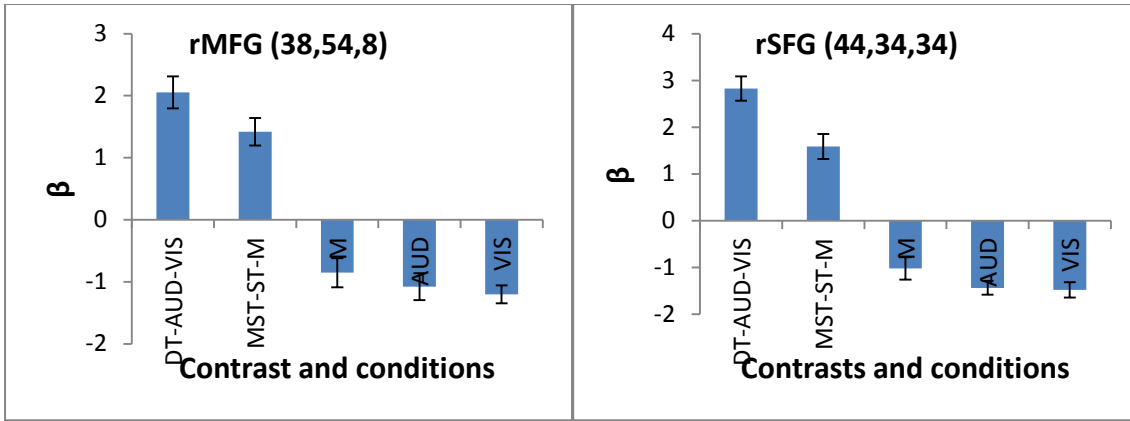 rMFG (38,54,8)
3
2
1
0
-1
-2
β
DT-AUD-VIS
MST-ST-M
M
AUD
VIS
Contrast and conditions
rSFG (44,34,34)
4
3
2
1
0
-1
-2
β
DT-AUD-VIS
MST-ST-M
M
AUD
VIS
Contrasts and conditions